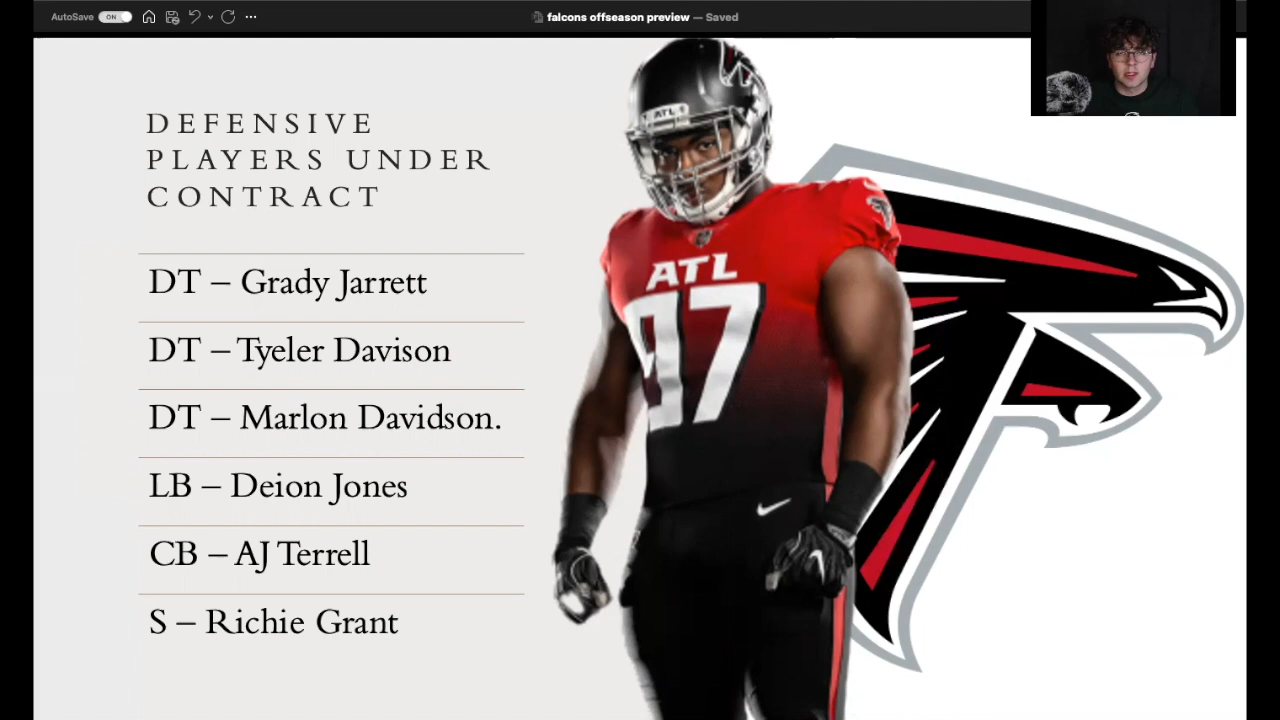 AutoSave ON
falcons offseason preview — Saved
DEFENSIVE
PLAYERS UNDER
CONTRACT
DT – Grady Jarrett
DT – Tyeler Davison
DT – Marlon Davidson.
LB – Deion Jones
CB – AJ Terrell
S – Richie Grant
ATL
ATL
97